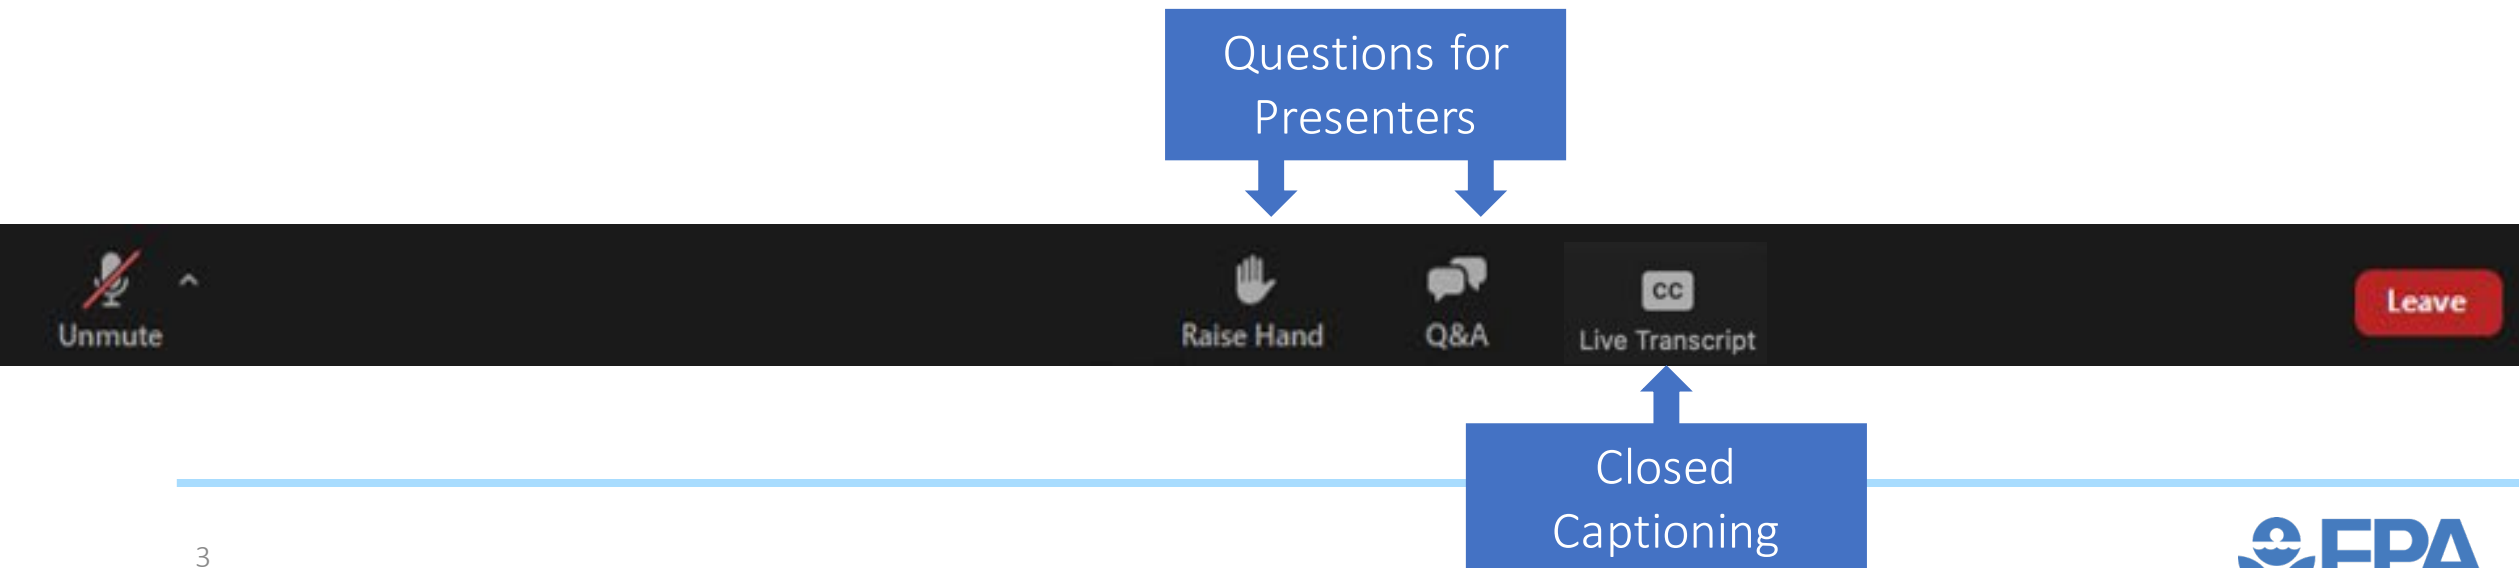 Questions for
Presenters
Unmute
Raise Hand
Q&A
CC
Live Transcript
Leave
Closed
Captioning
3
EPA